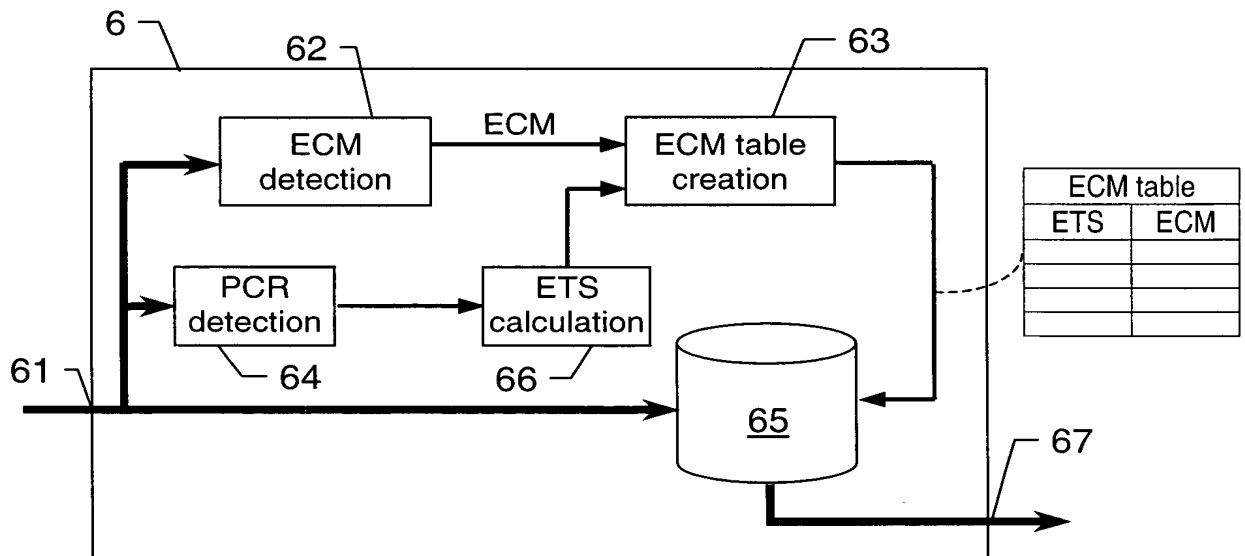 6
62
63
ECM
detection
ECM
ECM table
creation
ECM table
ETS ECM
PCR
detection
ETS
calculation
61
64
66
65
67